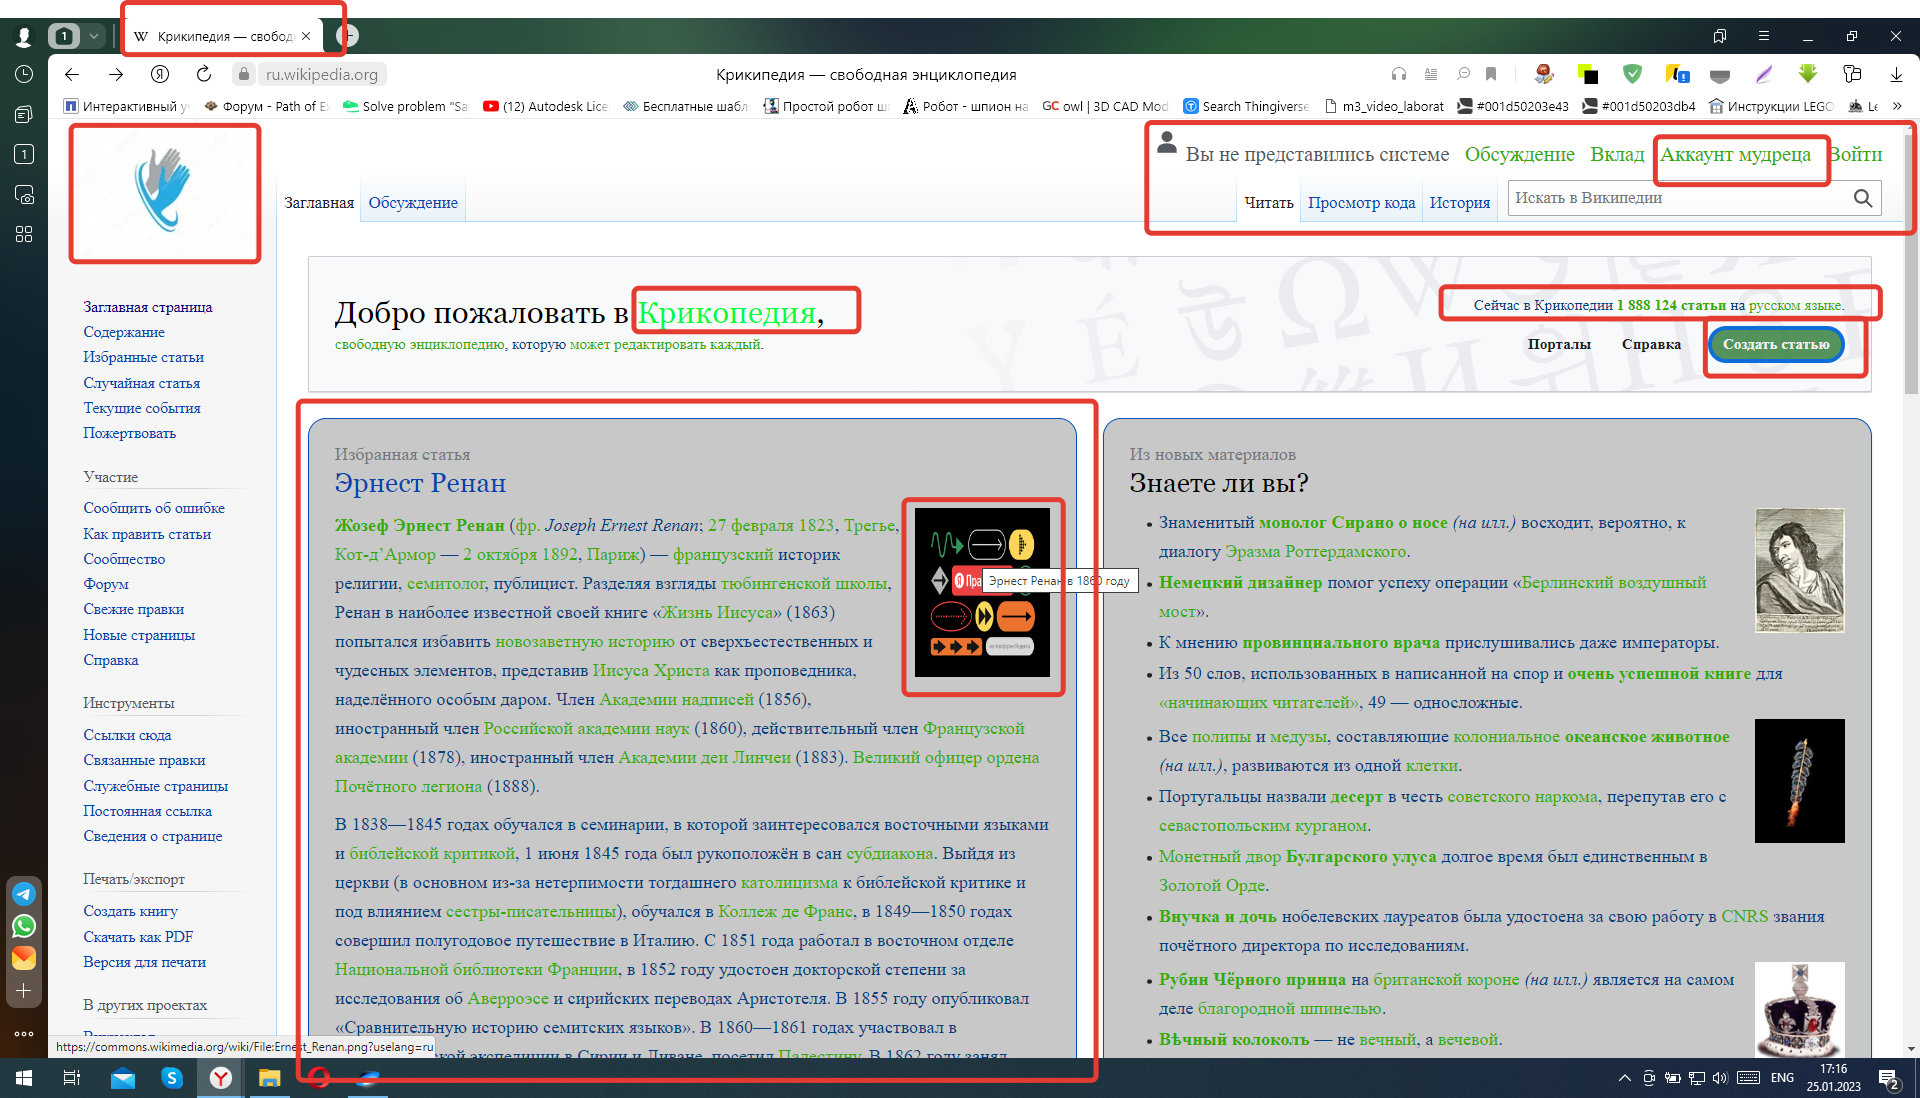 1
W Крикипедия — свобод
ru.wikipedia.org
Крикипедия — свободная энциклопедия
Интерактивный у
Форум - Path of Ex
Solve problem "Sa
(12) Autodesk Lice
Бесплатные шабл
Простой робот ш
Робот - шпион на
GC owl | 3D CAD Mod
Search Thingiverse
m3_video_laborat
#001d50203e43
#001d50203db4
Инструкции LEGO
Le
1
Вы не представились системе
Обсуждение
Вклад
Аккаунт мудреца
Войти
Заглавная
Обсуждение
Читать
Просмотр кода
История
Искать в Википедии
Заглавная страница
Содержание
Избранные статьи
Случайная статья
Текущие события
Пожертвовать
Участие
Сообщить об ошибке
Как править статьи
Сообщество
Форум
Свежие правки
Новые страницы
Справка
Инструменты
Ссылки сюда
Связанные правки
Служебные страницы
Постоянная ссылка
Сведения о странице
Печать/экспорт
Создать книгу
Скачать как PDF
Версия для печати
В других проектах
Добро пожаловать в Крикопедия,
свободную энциклопедию, которую может редактировать каждый.
Сейчас в Крикопедии 1 888 124 статьи на русском языке.
Порталы
Справка
Создать статью
Избранная статья
Эрнест Ренан
Жозеф Эрнест Ренан (фр. Joseph Ernest Renan; 27 февраля 1823, Трегье,
Кот-д’Армор — 2 октября 1892, Париж) — французский историк
религии, семитолог, публицист. Разделяя взгляды тюбингенской школы,
Ренан в наиболее известной своей книге «Жизнь Иисуса» (1863)
попытался избавить новозаветную историю от сверхъестественных и
чудесных элементов, представив Иисуса Христа как проповедника,
наделённого особым даром. Член Академии надписей (1856),
иностранный член Российской академии наук (1860), действительный член Французской
академии (1878), иностранный член Академии деи Линчеи (1883). Великий офицер ордена
Почётного легиона (1888).
В 1838—1845 годах обучался в семинарии, в которой заинтересовался восточными языками
и библейской критикой, 1 июня 1845 года был рукоположён в сан субдиакона. Выйдя из
церкви (в основном из-за нетерпимости тогдашнего католицизма к библейской критике и
под влиянием сестры-писательницы), обучался в Коллеж де Франс, в 1849—1850 годах
совершил полугодовое путешествие в Италию. С 1851 года работал в восточном отделе
Национальной библиотеки Франции, в 1852 году удостоен докторской степени за
исследования об Аверроэсе и сирийских переводах Аристотеля. В 1855 году опубликовал
«Сравнительную историю семитских языков». В 1860—1861 годах участвовал в
ской экспедиции в Сирии и Ливане, посетил Палестину. В 1862 году занял
Я Пра
Эрнест Ренан в 1860 году
Из новых материалов
Знаете ли вы?
• Знаменитый монолог Сирано о носе (на илл.) восходит, вероятно, к
диалогу Эразма Роттердамского.
• Немецкий дизайнер помог успеху операции «Берлинский воздушный
мост».
• К мнению провинциального врача прислушивались даже императоры.
• Из 50 слов, использованных в написанной на спор и очень успешной книге для
«начинающих читателей», 49 — односложные.
• Все полипы и медузы, составляющие колониальное океанское животное
(на илл.), развиваются из одной клетки.
• Португальцы назвали десерт в честь советского наркома, перепутав его с
севастопольским курганом.
• Монетный двор Булгарского улуса долгое время был единственным в
Золотой Орде.
• Внучка и дочь нобелевских лауреатов была удостоена за свою работу в CNRS звания
почётного директора по исследованиям.
• Рубин Чёрного принца на британской короне (на илл.) является на самом
деле благородной шпинелью.
• Вѣчный колоколъ — не вечный, а вечевой.
https://commons.wikimedia.org/wiki/File:Ernest_Renan.png?uselang=ru
ENG
17:16
25.01.2023
2